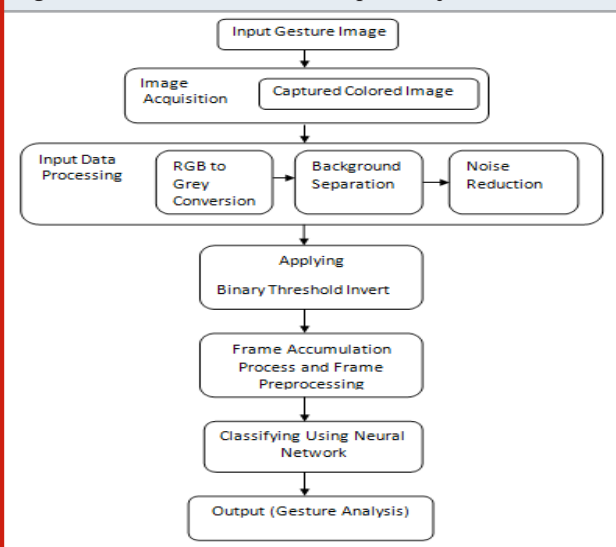 Input Gesture Image
Image
Acquisition
Captured Colored Image
Input Data
Processing
RGB to
Grey
Conversion
Background
Separation
Noise
Reduction
Applying
Binary Threshold Invert
Frame Accumulation
Process and Frame
Preprocessing
Classifying Using Neural
Network
Output (Gesture Analysis)